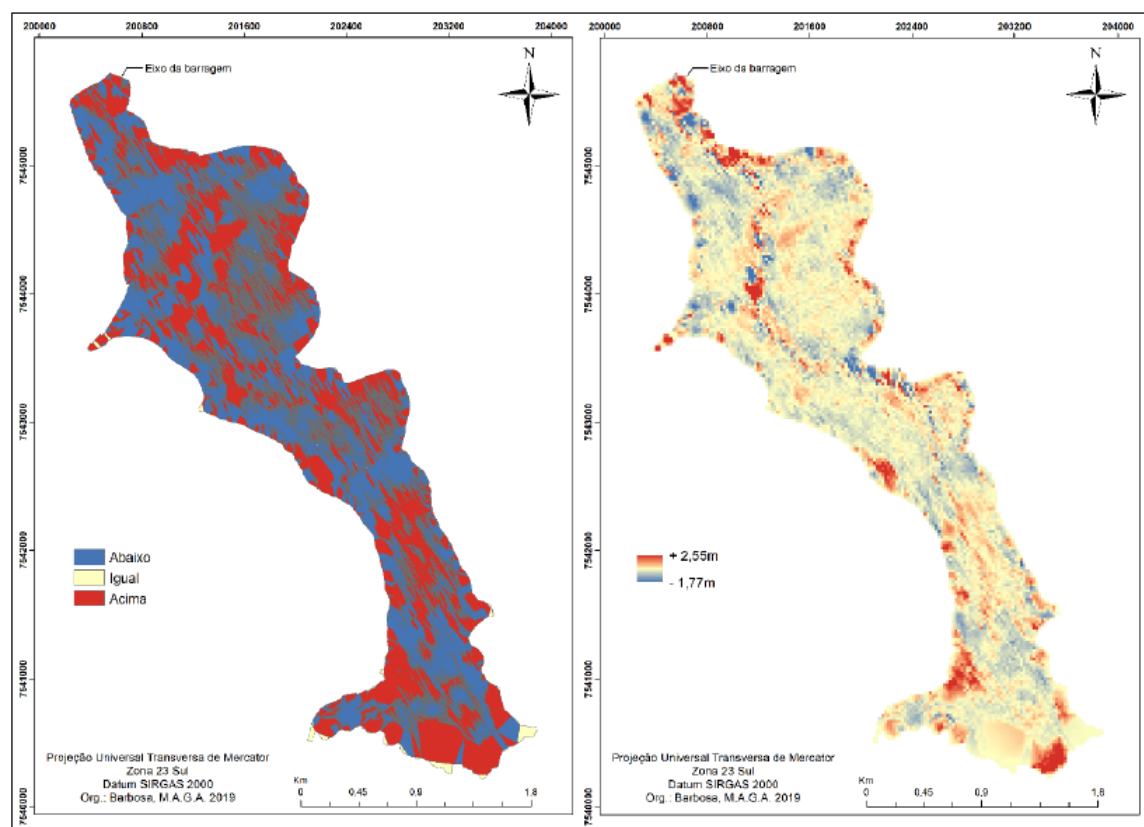 200000 200800 201600 202400 203200 204000
Eixo da barragem
N
7545000
7544000
7543000
7542000
7541000
7540000
Abaixo
Igual
Acima
Projeção Universal Transversa de Mercator
Zona 23 Sul
Datum SIRGAS 2000
Org.: Barbosa, M.A.G.A. 2019
Km
0 0,45 0,9 1,8
200000 200800 201600 202400 203200 204000
Eixo da barragem
N
7545000
7544000
7543000
7542000
7541000
7540000
+ 2,55m
- 1,77m
Projeção Universal Transversa de Mercator
Zona 23 Sul
Datum SIRGAS 2000
Org.: Barbosa, M.A.G.A. 2019
Km
0 0,45 0,9 1,8